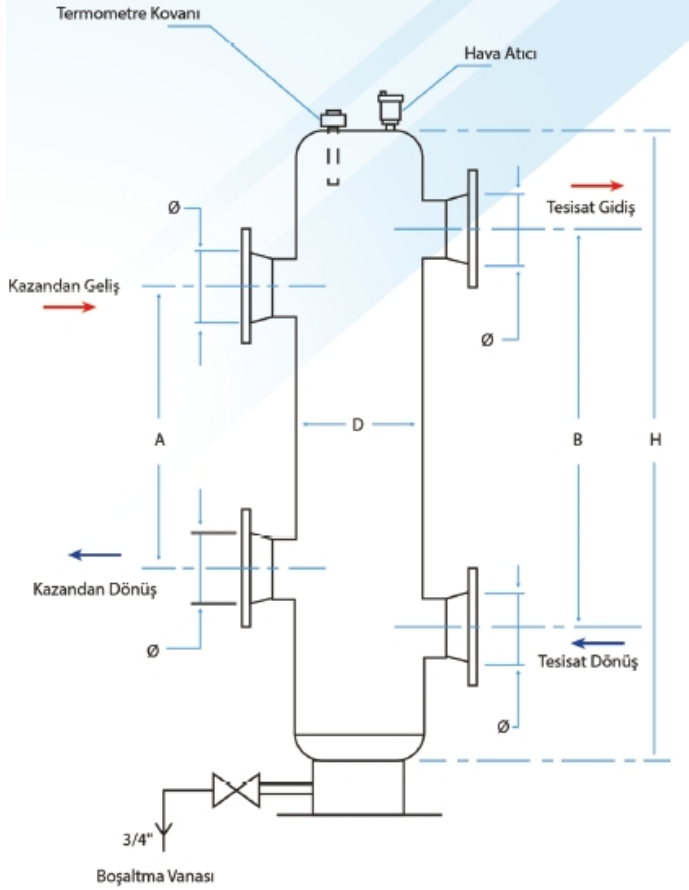 Termometre Kovanı
Hava Atıcı
Ø
Tesisat Gidiş
Kazandan Geliş
Ø
A
D
B
H
Kazandan Dönüş
Ø
Tesisat Dönüş
Ø
3/4"
Boşaltma Vanası